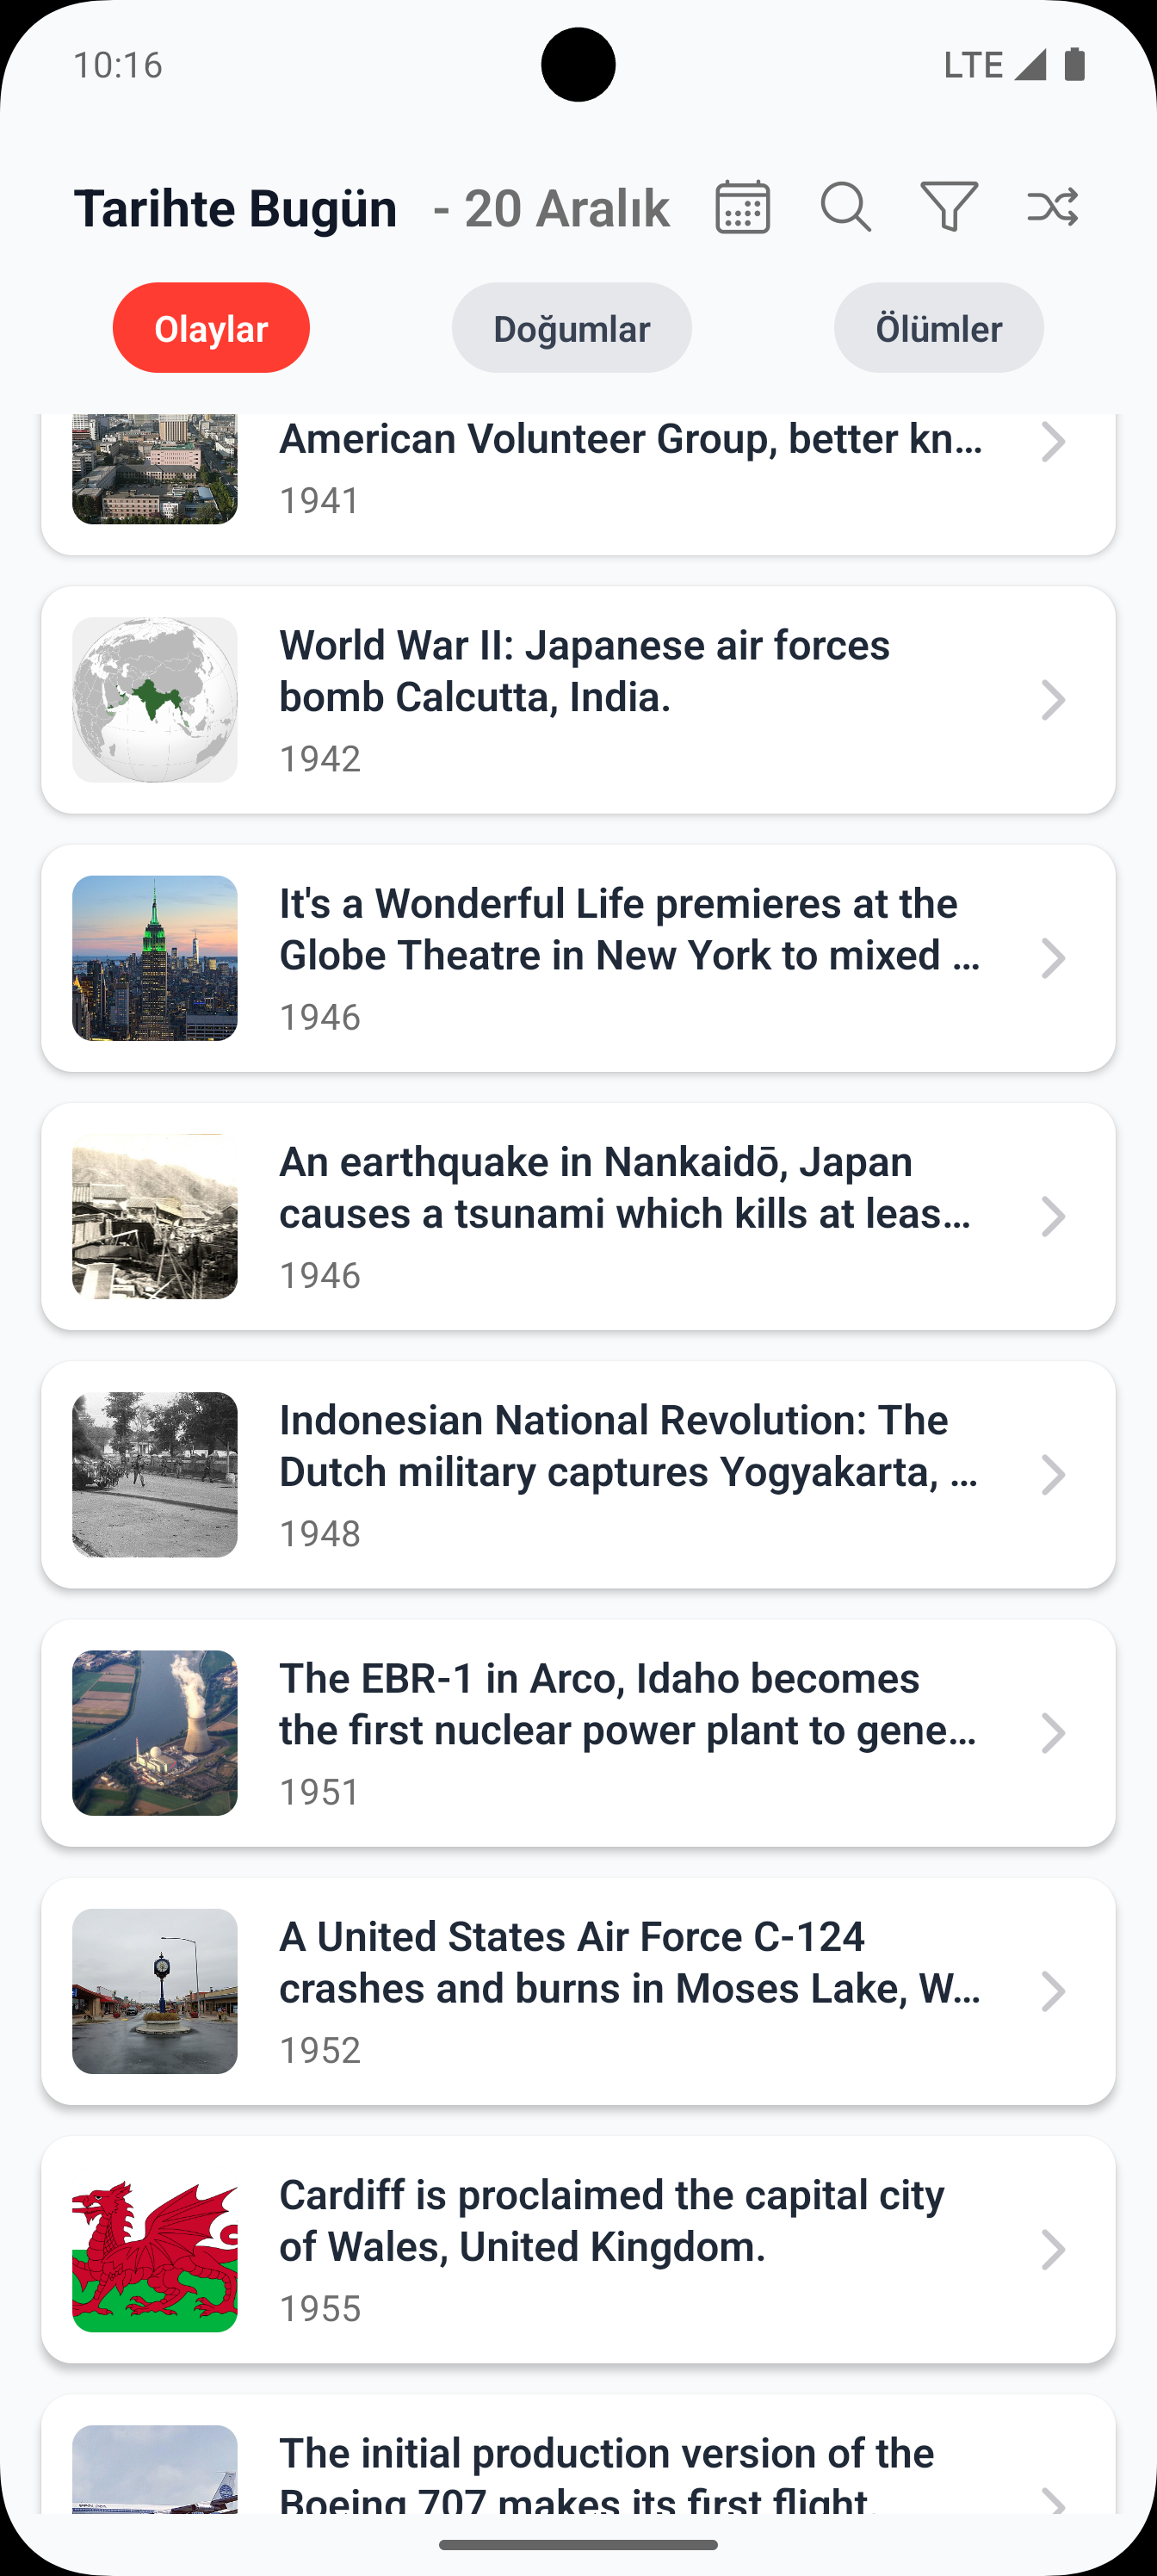 10:16
LTE
Tarihte Bugün - 20 Aralık
Olaylar
Doğumlar
Ölümler
American Volunteer Group, better kn...
1941
World War II: Japanese air forces
bomb Calcutta, India.
1942
It's a Wonderful Life premieres at the
Globe Theatre in New York to mixed ...
1946
An earthquake in Nankaidō, Japan
causes a tsunami which kills at leas...
1946
Indonesian National Revolution: The
Dutch military captures Yogyakarta, ...
1948
The EBR-1 in Arco, Idaho becomes
the first nuclear power plant to gene...
1951
A United States Air Force C-124
crashes and burns in Moses Lake, W...
1952
Cardiff is proclaimed the capital city
of Wales, United Kingdom.
1955
The initial production version of the
Boeing 707 makes its first flight.